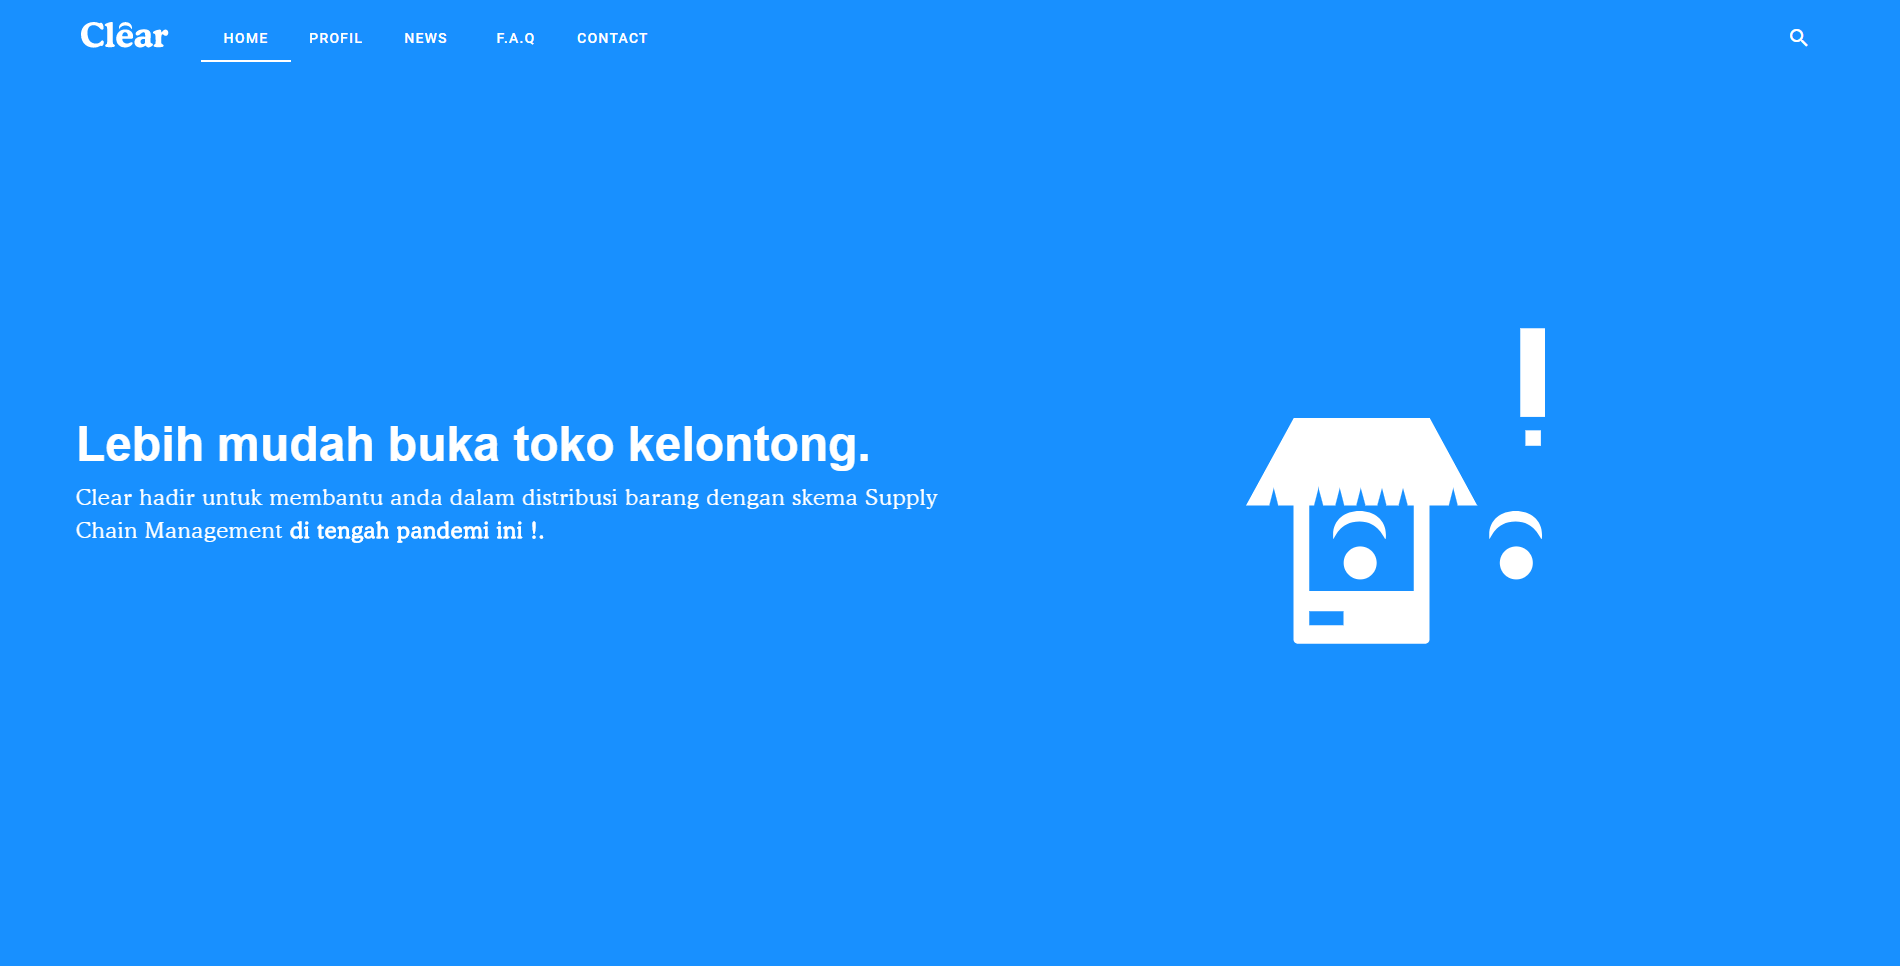 Clêar
HOME
PROFIL
NEWS
F.A.Q
CONTACT
Lebih mudah buka toko kelontong.
Clear hadir untuk membantu anda dalam distribusi barang dengan skema Supply
Chain Management di tengah pandemi ini !.
!